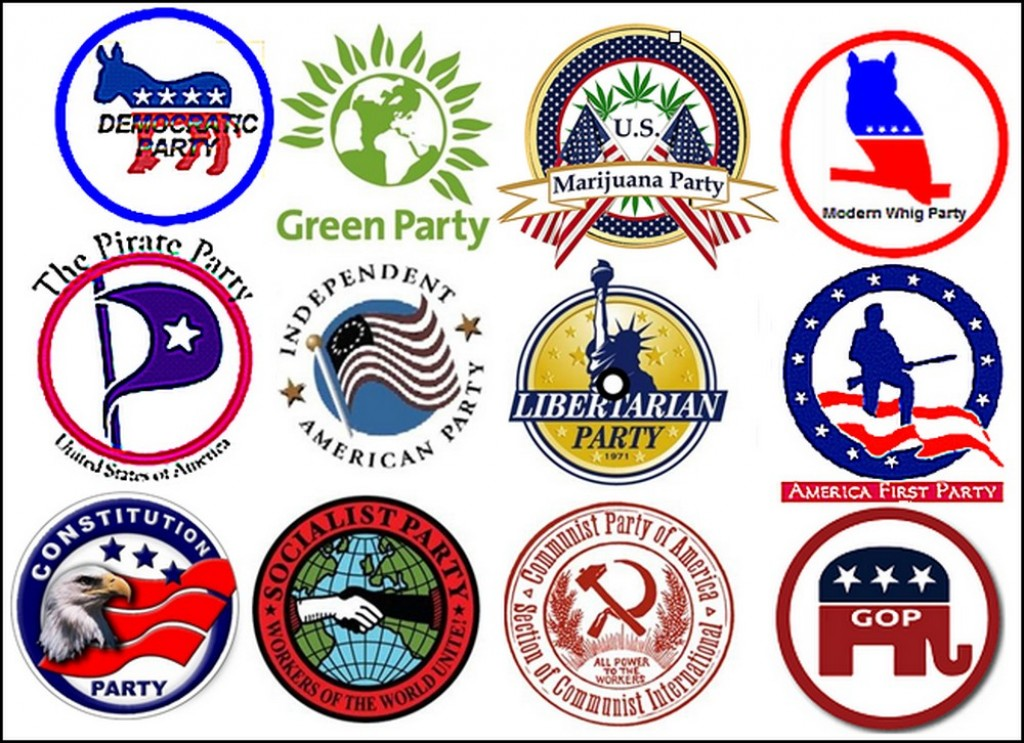 DEMOCRATIC
PARTY
Green Party
U.S.
Marijuana Party
Modern Whig Party
The Pirate Party
United States of America
INDEPENDENT
AMERICAN PARTY
LIBERTARIAN
PARTY
1971
AMERICA FIRST PARTY
CONSTITUTION
PARTY
SOCIALIST PARTY
WORKERS OF THE WORLD UNITE!
Communist Party of America
Section of Communist International
ALL POWER
TO THE
WORKERS
GOP